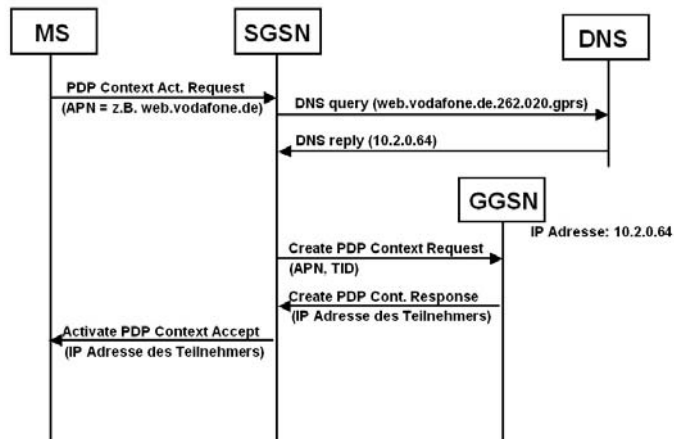 MS
SGSN
DNS
PDP Context Act. Request
(APN = z.B. web.vodafone.de)
DNS query (web.vodafone.de.262.020.gprs)
DNS reply (10.2.0.64)
GGSN
IP Adresse: 10.2.0.64
Create PDP Context Request
(APN, TID)
Create PDP Cont. Response
(IP Adresse des Teilnehmers)
Activate PDP Context Accept
(IP Adresse des Teilnehmers)